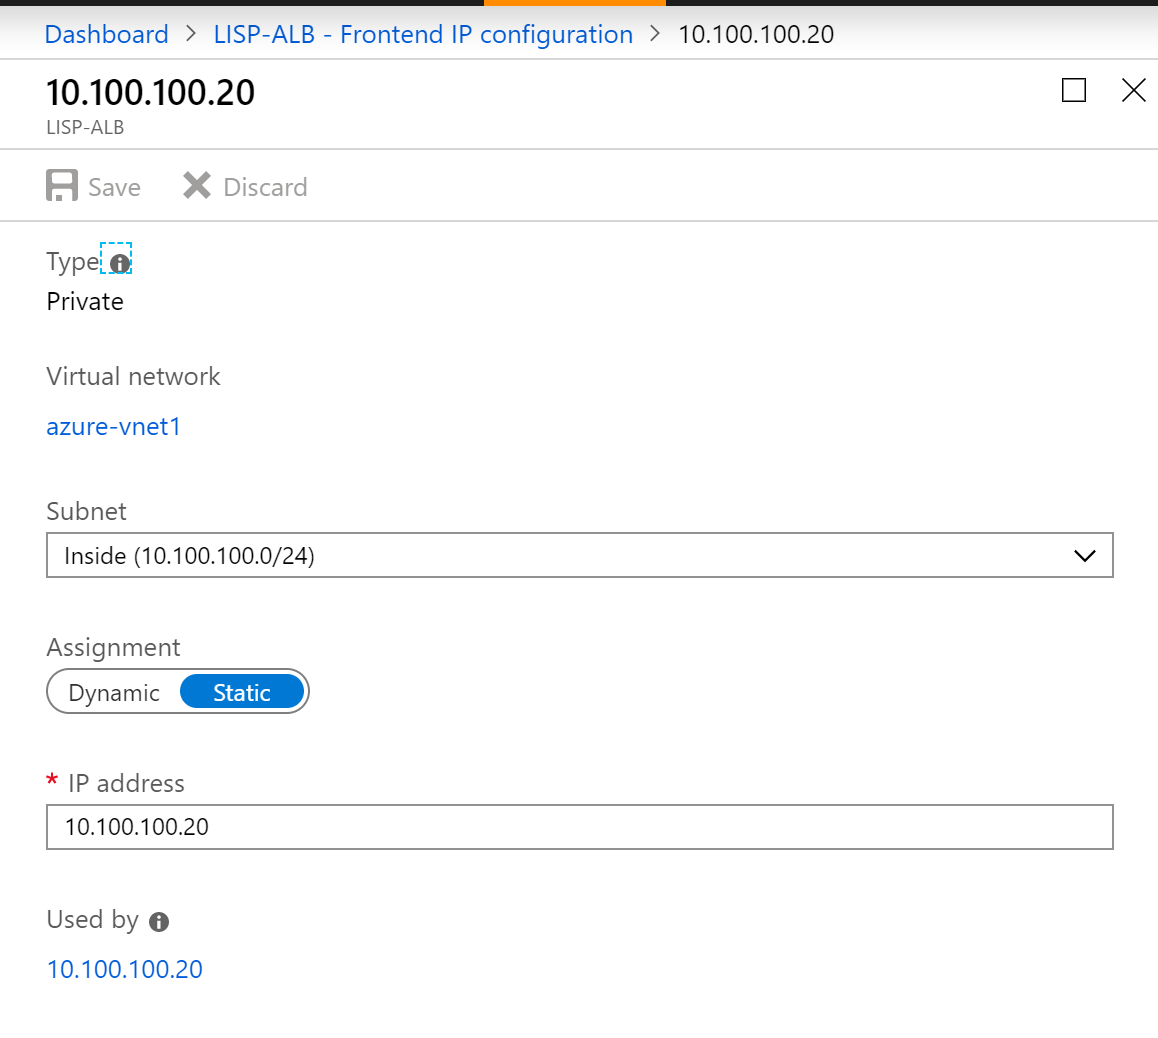 Dashboard > LISP-ALB - Frontend IP configuration > 10.100.100.20
10.100.100.20
LISP-ALB
Save Discard
Type
Private
Virtual network
azure-vnet1
Subnet
Inside (10.100.100.0/24)
Assignment
Dynamic Static
* IP address
10.100.100.20
Used by
10.100.100.20